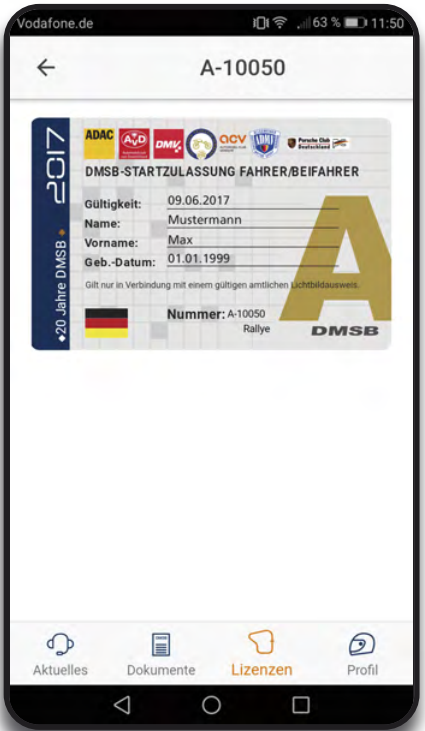 Vodafone.de 63 % 11:50
A-10050
ADAC AvD DMV acv ADMV Porsche Club Deutschland
DMSB-STARTZULASSUNG FAHRER/BEIFAHRER
Gültigkeit: 09.06.2017
Name: Mustermann
Vorname: Max
Geb.-Datum: 01.01.1999
Gilt nur in Verbindung mit einem gültigen amtlichen Lichtbildausweis.
Nummer: A-10050
Rallye
A
DMSB
20 Jahre DMSB 2017
Aktuelles Dokumente Lizenzen Profil